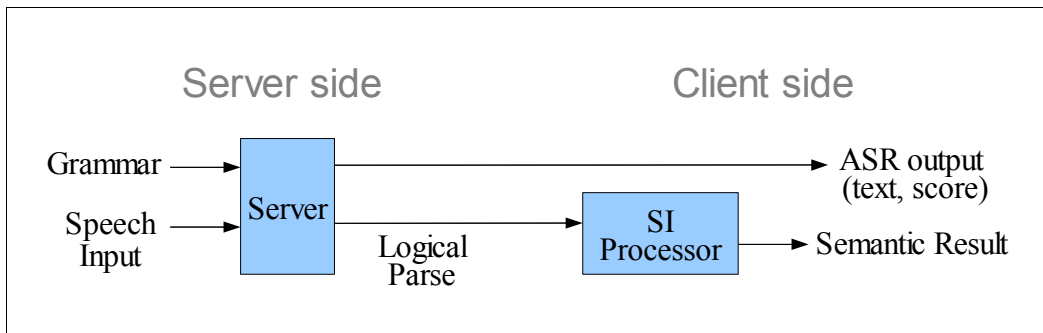 Server side
Client side
Grammar
Speech
Input
Server
Logical
Parse
SI
Processor
ASR output
(text, score)
Semantic Result